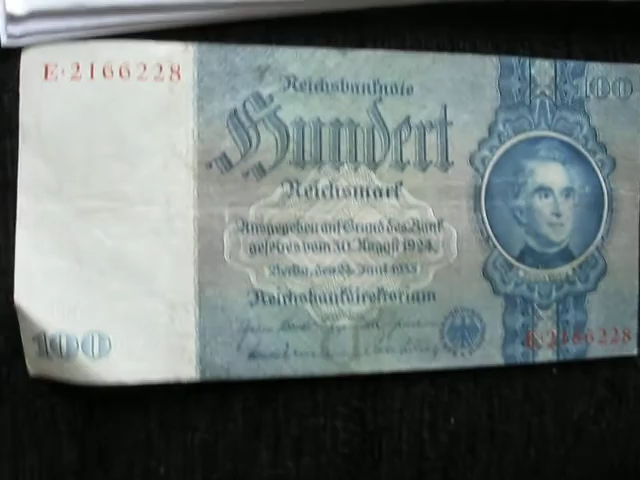 E·2166228
100
Reichsbanknote
Hundert
Reichsmark
Ausgegeben auf Grund des Bank
gesetzes vom 30. August 1924
Berlin, den 24. Juni 1935
Reichsbankdirektorium
100
E·2166228